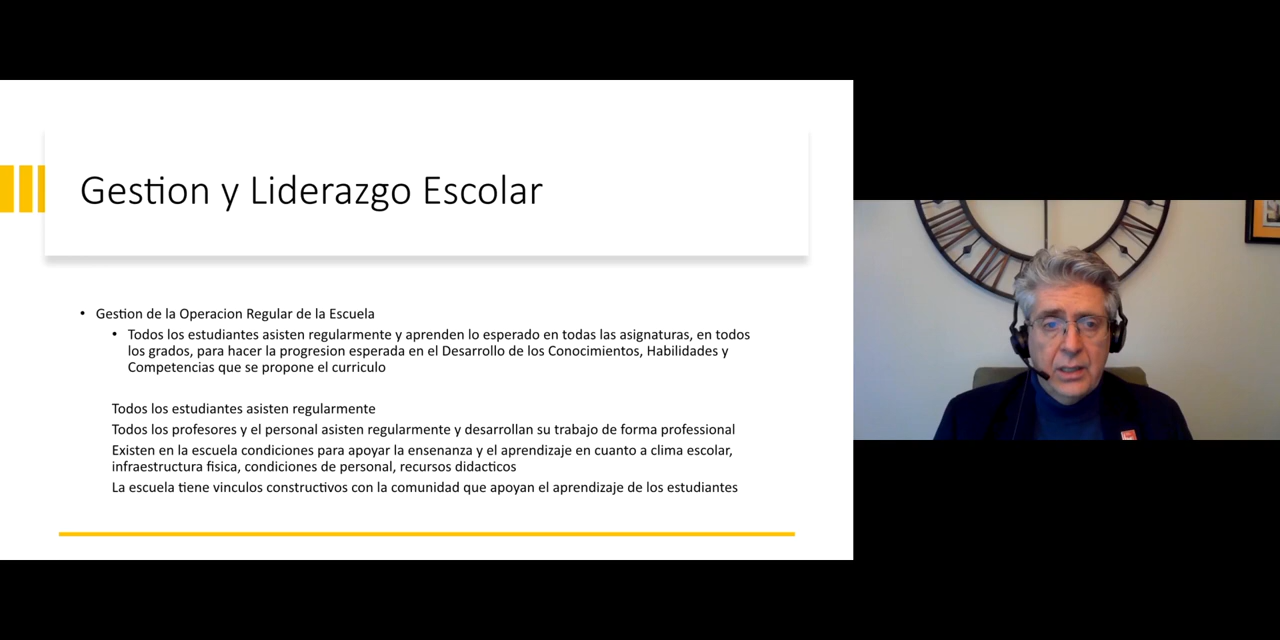 Gestion y Liderazgo Escolar
• Gestion de la Operacion Regular de la Escuela
• Todos los estudiantes asisten regularmente y aprenden lo esperado en todas las asignaturas, en todos
los grados, para hacer la progresion esperada en el Desarrollo de los Conocimientos, Habilidades y
Competencias que se propone el curriculo
Todos los estudiantes asisten regularmente
Todos los profesores y el personal asisten regularmente y desarrollan su trabajo de forma professional
Existen en la escuela condiciones para apoyar la ensenanza y el aprendizaje en cuanto a clima escolar,
infraestructura fisica, condiciones de personal, recursos didacticos
La escuela tiene vinculos constructivos con la comunidad que apoyan el aprendizaje de los estudiantes